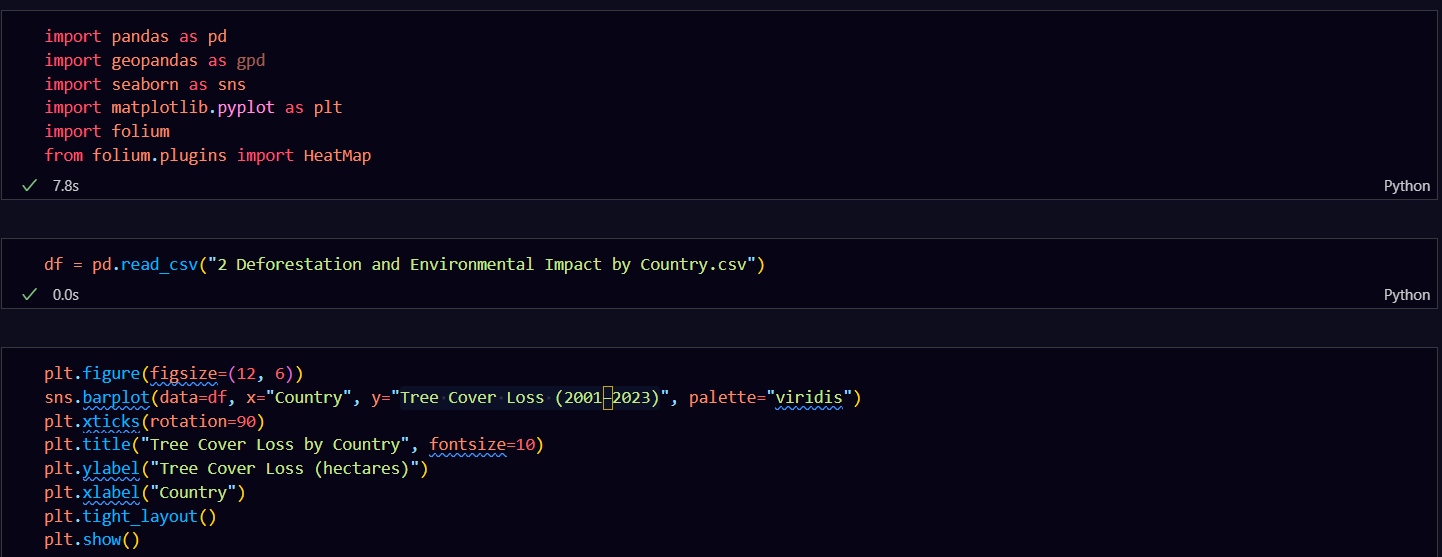 import pandas as pd
import geopandas as gpd
import seaborn as sns
import matplotlib.pyplot as plt
import folium
from folium.plugins import HeatMap
7.8s
Python
df = pd.read_csv("2 Deforestation and Environmental Impact by Country.csv")
0.0s
Python
plt.figure(figsize=(12, 6))
sns.barplot(data=df, x="Country", y="Tree Cover Loss (2001–2023)", palette="viridis")
plt.xticks(rotation=90)
plt.title("Tree Cover Loss by Country", fontsize=10)
plt.ylabel("Tree Cover Loss (hectares)")
plt.xlabel("Country")
plt.tight_layout()
plt.show()